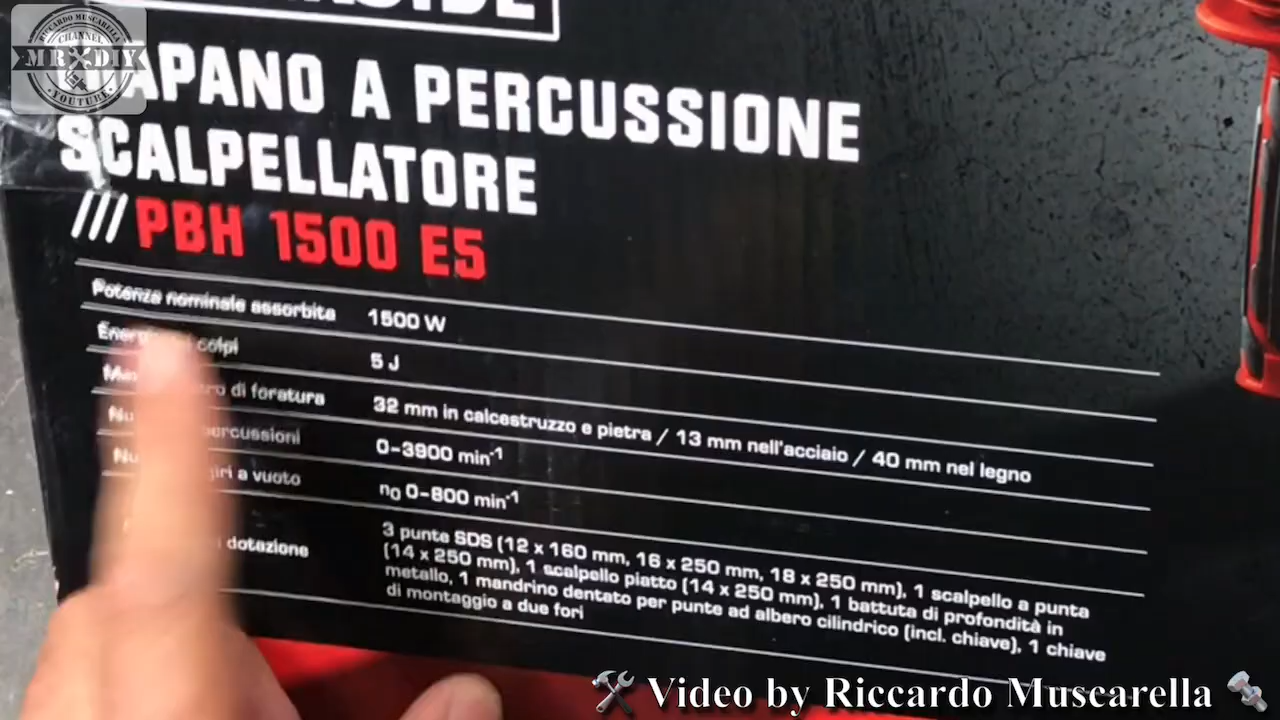 RICCARDO MUSCARELLA
CHANNEL
MR DIY
YOUTUBE
APANO A PERCUSSIONE
SCALPELLATORE
/// PBH 1500 E5
Potenza nominale assorbita 1500 W
colpi 5 J
di foratura 32 mm in calcestruzzo e pietra / 13 mm nell'acciaio / 40 mm nel legno
percussioni 0-3900 min-1
giri a vuoto n0 0-800 min-1
dotazione 3 punte SDS (12 x 160 mm, 16 x 250 mm, 18 x 250 mm), 1 scalpello a punta
(14 x 250 mm), 1 scalpello piatto (14 x 250 mm), 1 battuta di profondità in
metallo, 1 mandrino dentato per punte ad albero cilindrico (incl. chiave), 1 chiave
di montaggio a due fori
Video by Riccardo Muscarella